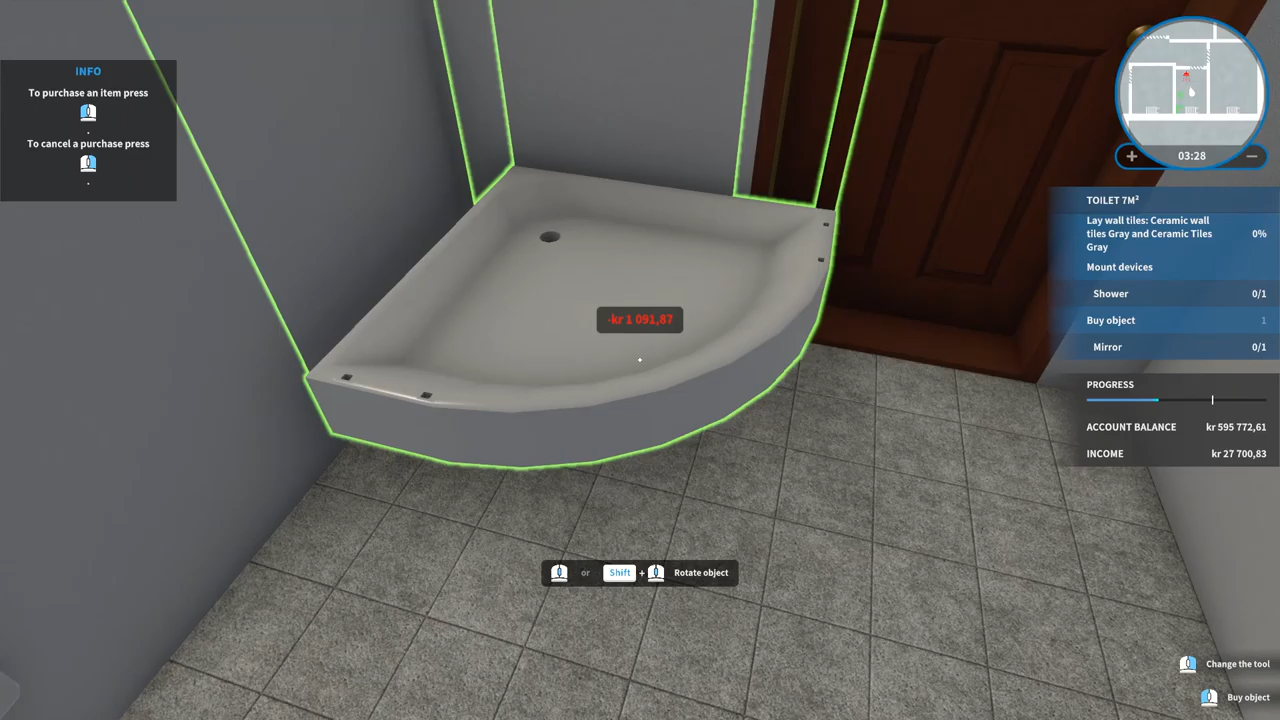 INFO
To purchase an item press
.
To cancel a purchase press
.
-kr 1 091,87
or Shift + Rotate object
+ 03:28 −
TOILET 7M²
Lay wall tiles: Ceramic wall
tiles Gray and Ceramic Tiles
Gray
0%
Mount devices
Shower 0/1
Buy object 1
Mirror 0/1
PROGRESS
ACCOUNT BALANCE kr 595 772,61
INCOME kr 27 700,83
Change the tool
Buy object